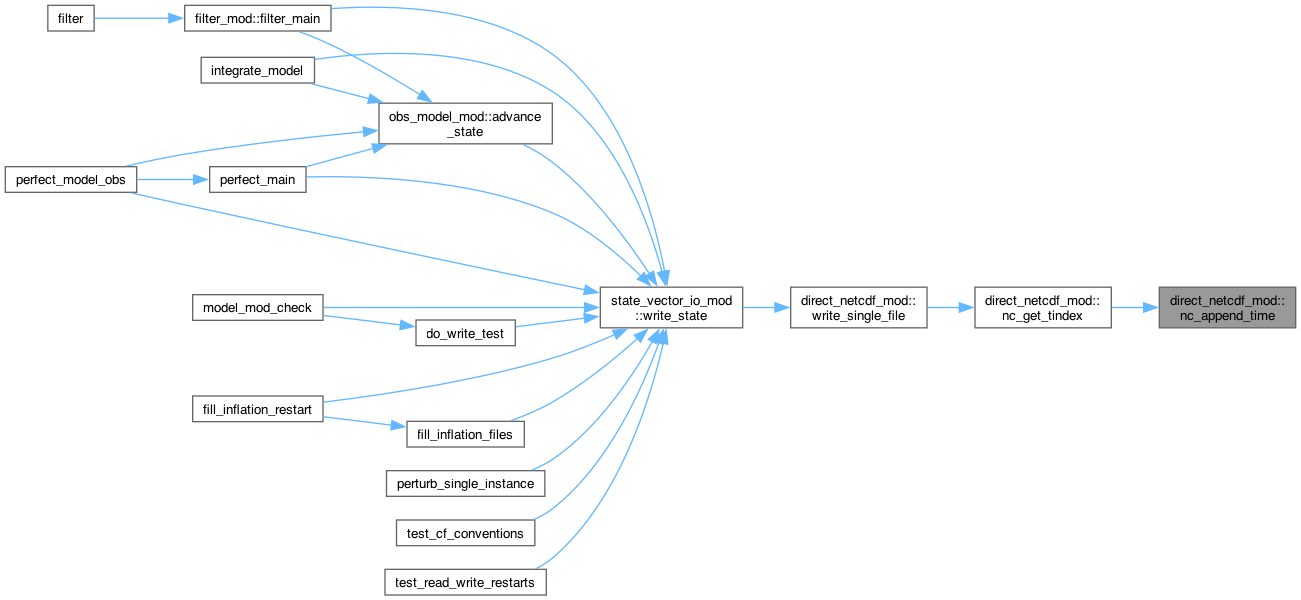 filter
filter_mod::filter_main
integrate_model
obs_model_mod::advance
_state
perfect_model_obs
perfect_main
model_mod_check
do_write_test
state_vector_io_mod
::write_state
direct_netcdf_mod::
write_single_file
direct_netcdf_mod::
nc_get_tindex
direct_netcdf_mod::
nc_append_time
fill_inflation_restart
fill_inflation_files
perturb_single_instance
test_cf_conventions
test_read_write_restarts